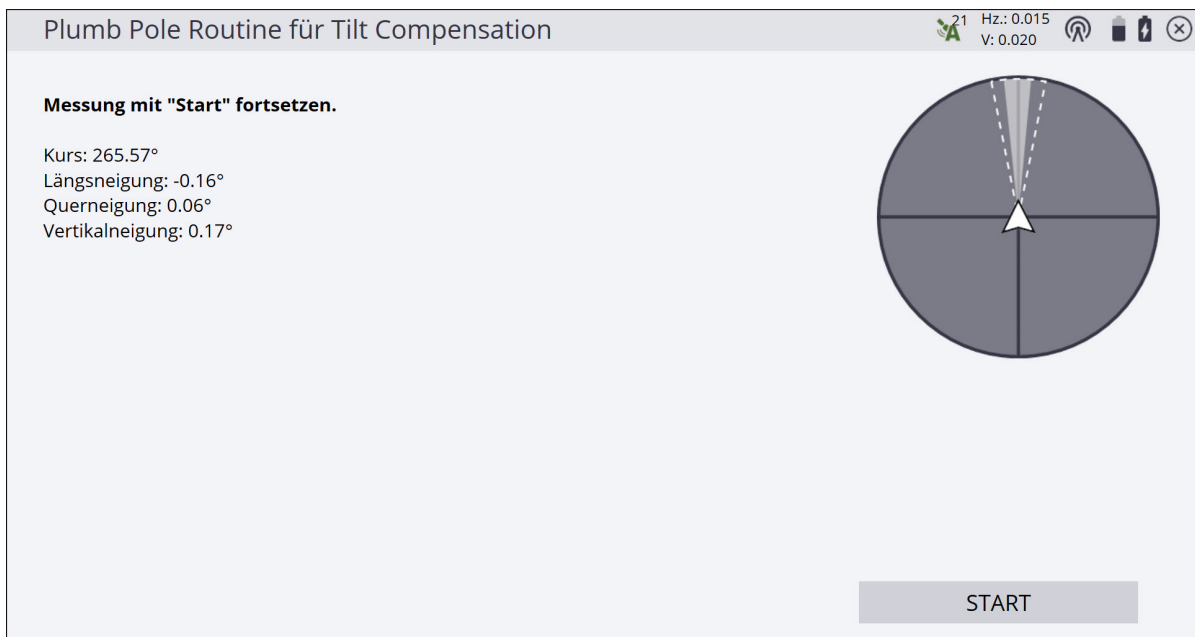 Plumb Pole Routine für Tilt Compensation
21
Hz.: 0.015
V: 0.020
Messung mit "Start" fortsetzen.
Kurs: 265.57°
Längsneigung: -0.16°
Querneigung: 0.06°
Vertikalneigung: 0.17°
START